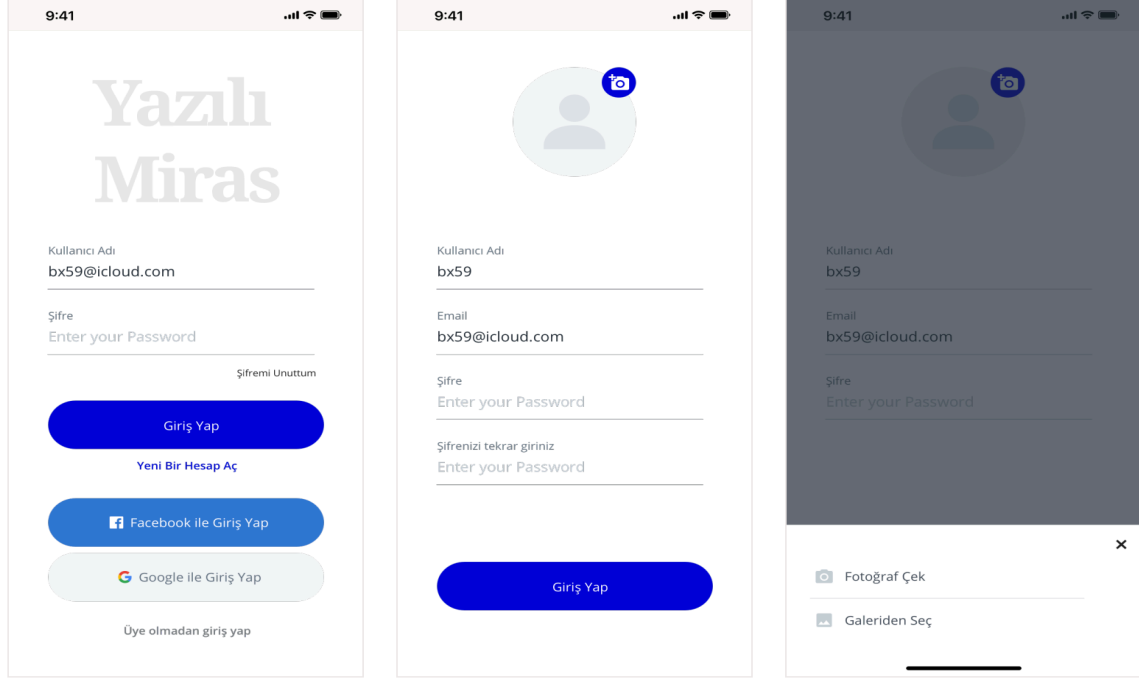 9:41
Yazılı
Miras
Kullanıcı Adı
bx59@icloud.com
Şifre
Enter your Password
Şifremi Unuttum
Giriş Yap
Yeni Bir Hesap Aç
Facebook ile Giriş Yap
Google ile Giriş Yap
Üye olmadan giriş yap
9:41
Kullanıcı Adı
bx59
Email
bx59@icloud.com
Şifre
Enter your Password
Şifrenizi tekrar giriniz
Enter your Password
Giriş Yap
9:41
Kullanıcı Adı
bx59
Email
bx59@icloud.com
Şifre
Enter your Password
Fotoğraf Çek
Galeriden Seç